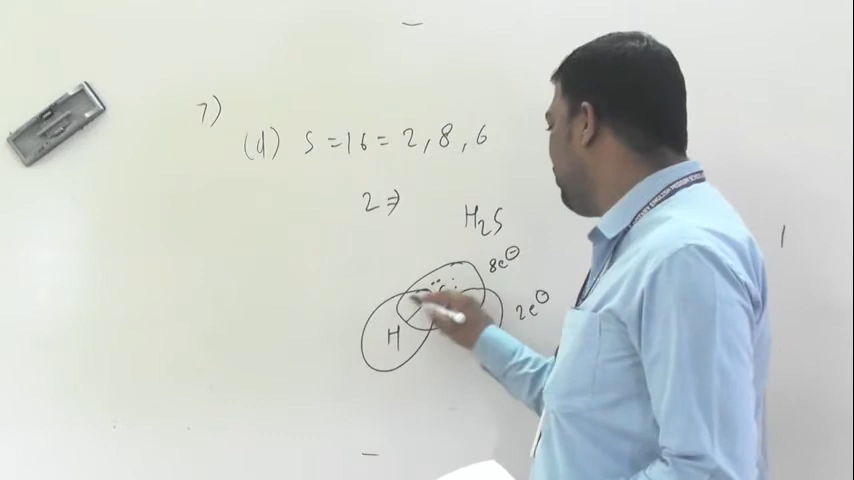 7)
(d) S = 16 = 2, 8, 6
2 ⇒
H₂S
8e⊖
2e⊖
H